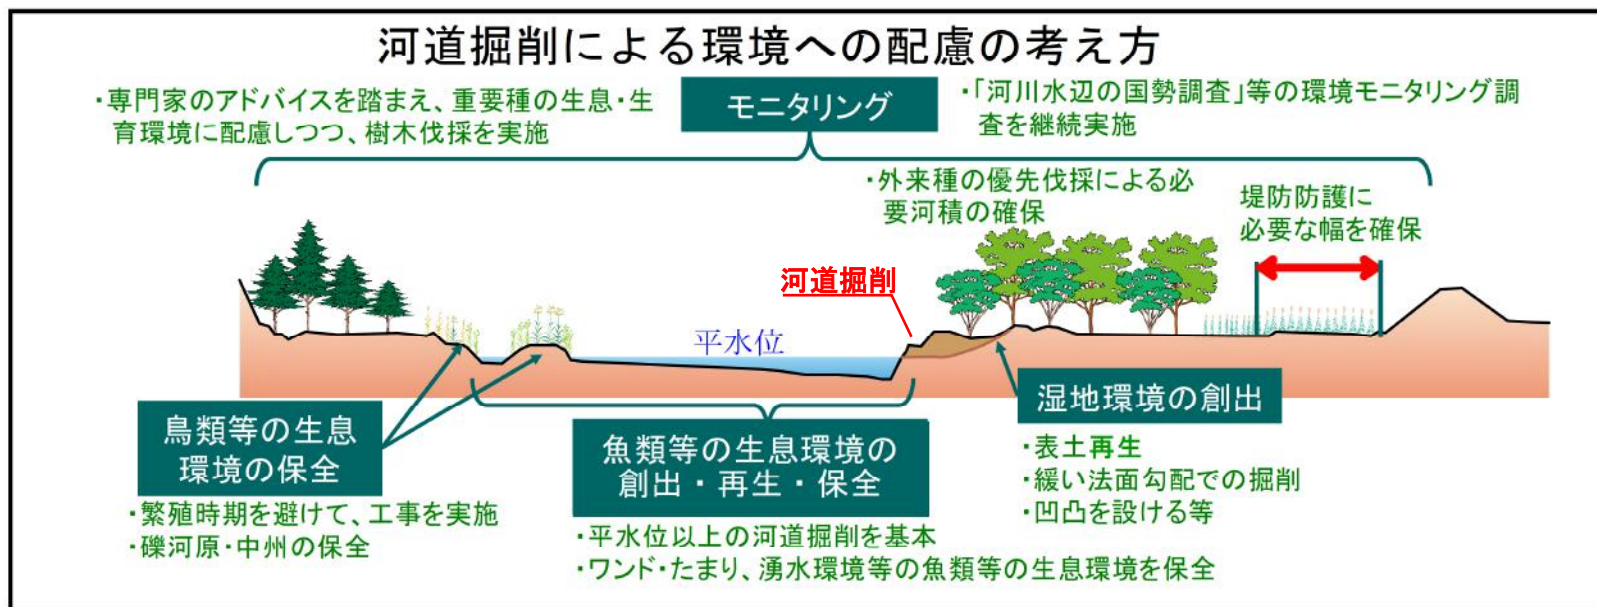 河道掘削による環境への配慮の考え方
・専門家のアドバイスを踏まえ、重要種の生息・生
育環境に配慮しつつ、樹木伐採を実施
モニタリング
・「河川水辺の国勢調査」等の環境モニタリング調
査を継続実施
・外来種の優先伐採による必
要河積の確保
堤防防護に
必要な幅を確保
河道掘削
平水位
鳥類等の生息
環境の保全
・繁殖時期を避けて、工事を実施
・礫河原・中州の保全
魚類等の生息環境の
創出・再生・保全
・平水位以上の河道掘削を基本
・ワンド・たまり、湧水環境等の魚類等の生息環境を保全
湿地環境の創出
・表土再生
・緩い法面勾配での掘削
・凹凸を設ける等